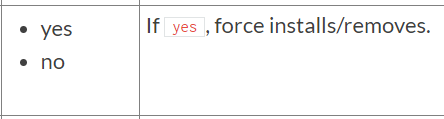 yes
no
If yes, force installs/removes.